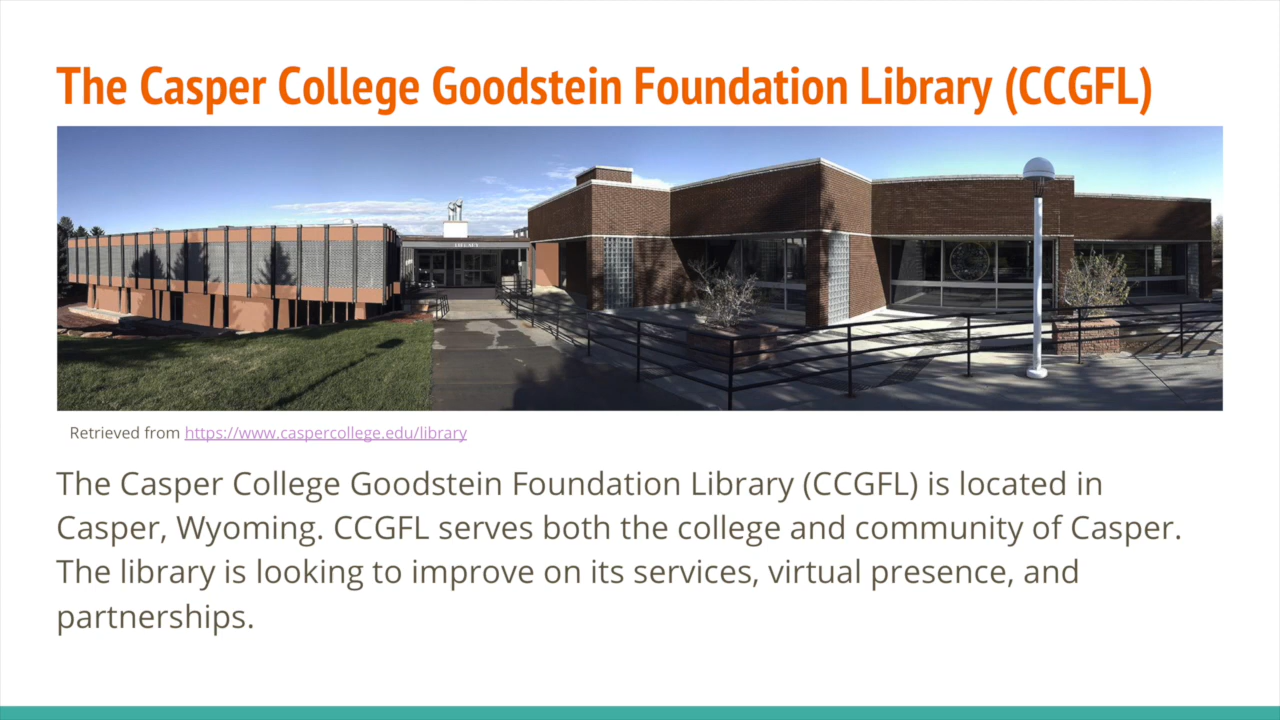 The Casper College Goodstein Foundation Library (CCGFL)
LIBRARY
Retrieved from https://www.caspercollege.edu/library
The Casper College Goodstein Foundation Library (CCGFL) is located in
Casper, Wyoming. CCGFL serves both the college and community of Casper.
The library is looking to improve on its services, virtual presence, and
partnerships.